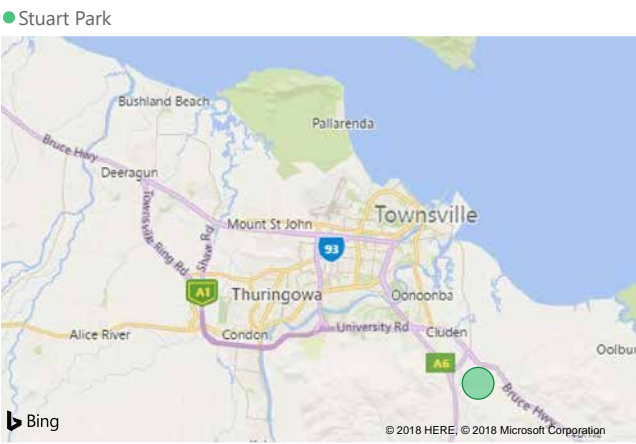 Stuart Park
Bushland Beach
Pallarenda
Bruce Hwy
Deeragun
Townsville Ring Rd
Shaw Rd
Mount St John
Townsville
93
A1
Thuringowa
Oonoonba
Alice River
Condon
University Rd
Cluden
A6
Oolbu
Bruce Hwy
Bing
© 2018 HERE, © 2018 Microsoft Corporation